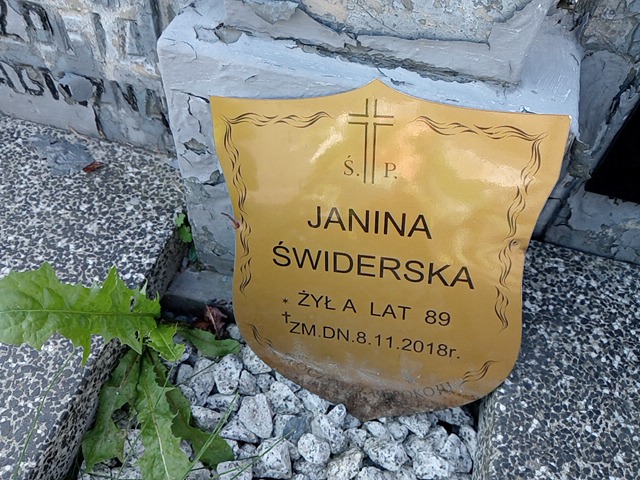 Ś. P.
JANINA
ŚWIDERSKA
* ŻYŁA LAT 89
†ZM.DN.8.11.2018r.